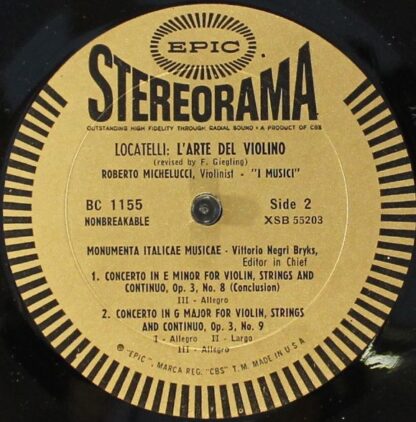 EPIC
STEREORAMA
OUTSTANDING HIGH FIDELITY THROUGH RADIAL SOUND • A PRODUCT OF CBS
LOCATELLI: L'ARTE DEL VIOLINO
(revised by F. Giegling)
ROBERTO MICHELUCCI, Violinist - "I MUSICI"
BC 1155
NONBREAKABLE
Side 2
XSB 55203
MONUMENTA ITALICAE MUSICAE - Vittorio Negri Bryks,
Editor in Chief
1. CONCERTO IN E MINOR FOR VIOLIN, STRINGS AND
CONTINUO, Op. 3, No. 8 (Conclusion)
III - Allegro
2. CONCERTO IN G MAJOR FOR VIOLIN, STRINGS
AND CONTINUO, Op. 3, No. 9
I - Allegro II - Largo
III - Allegro
® "EPIC", MARCA REG. "CBS" T.M. MADE IN U.S.A